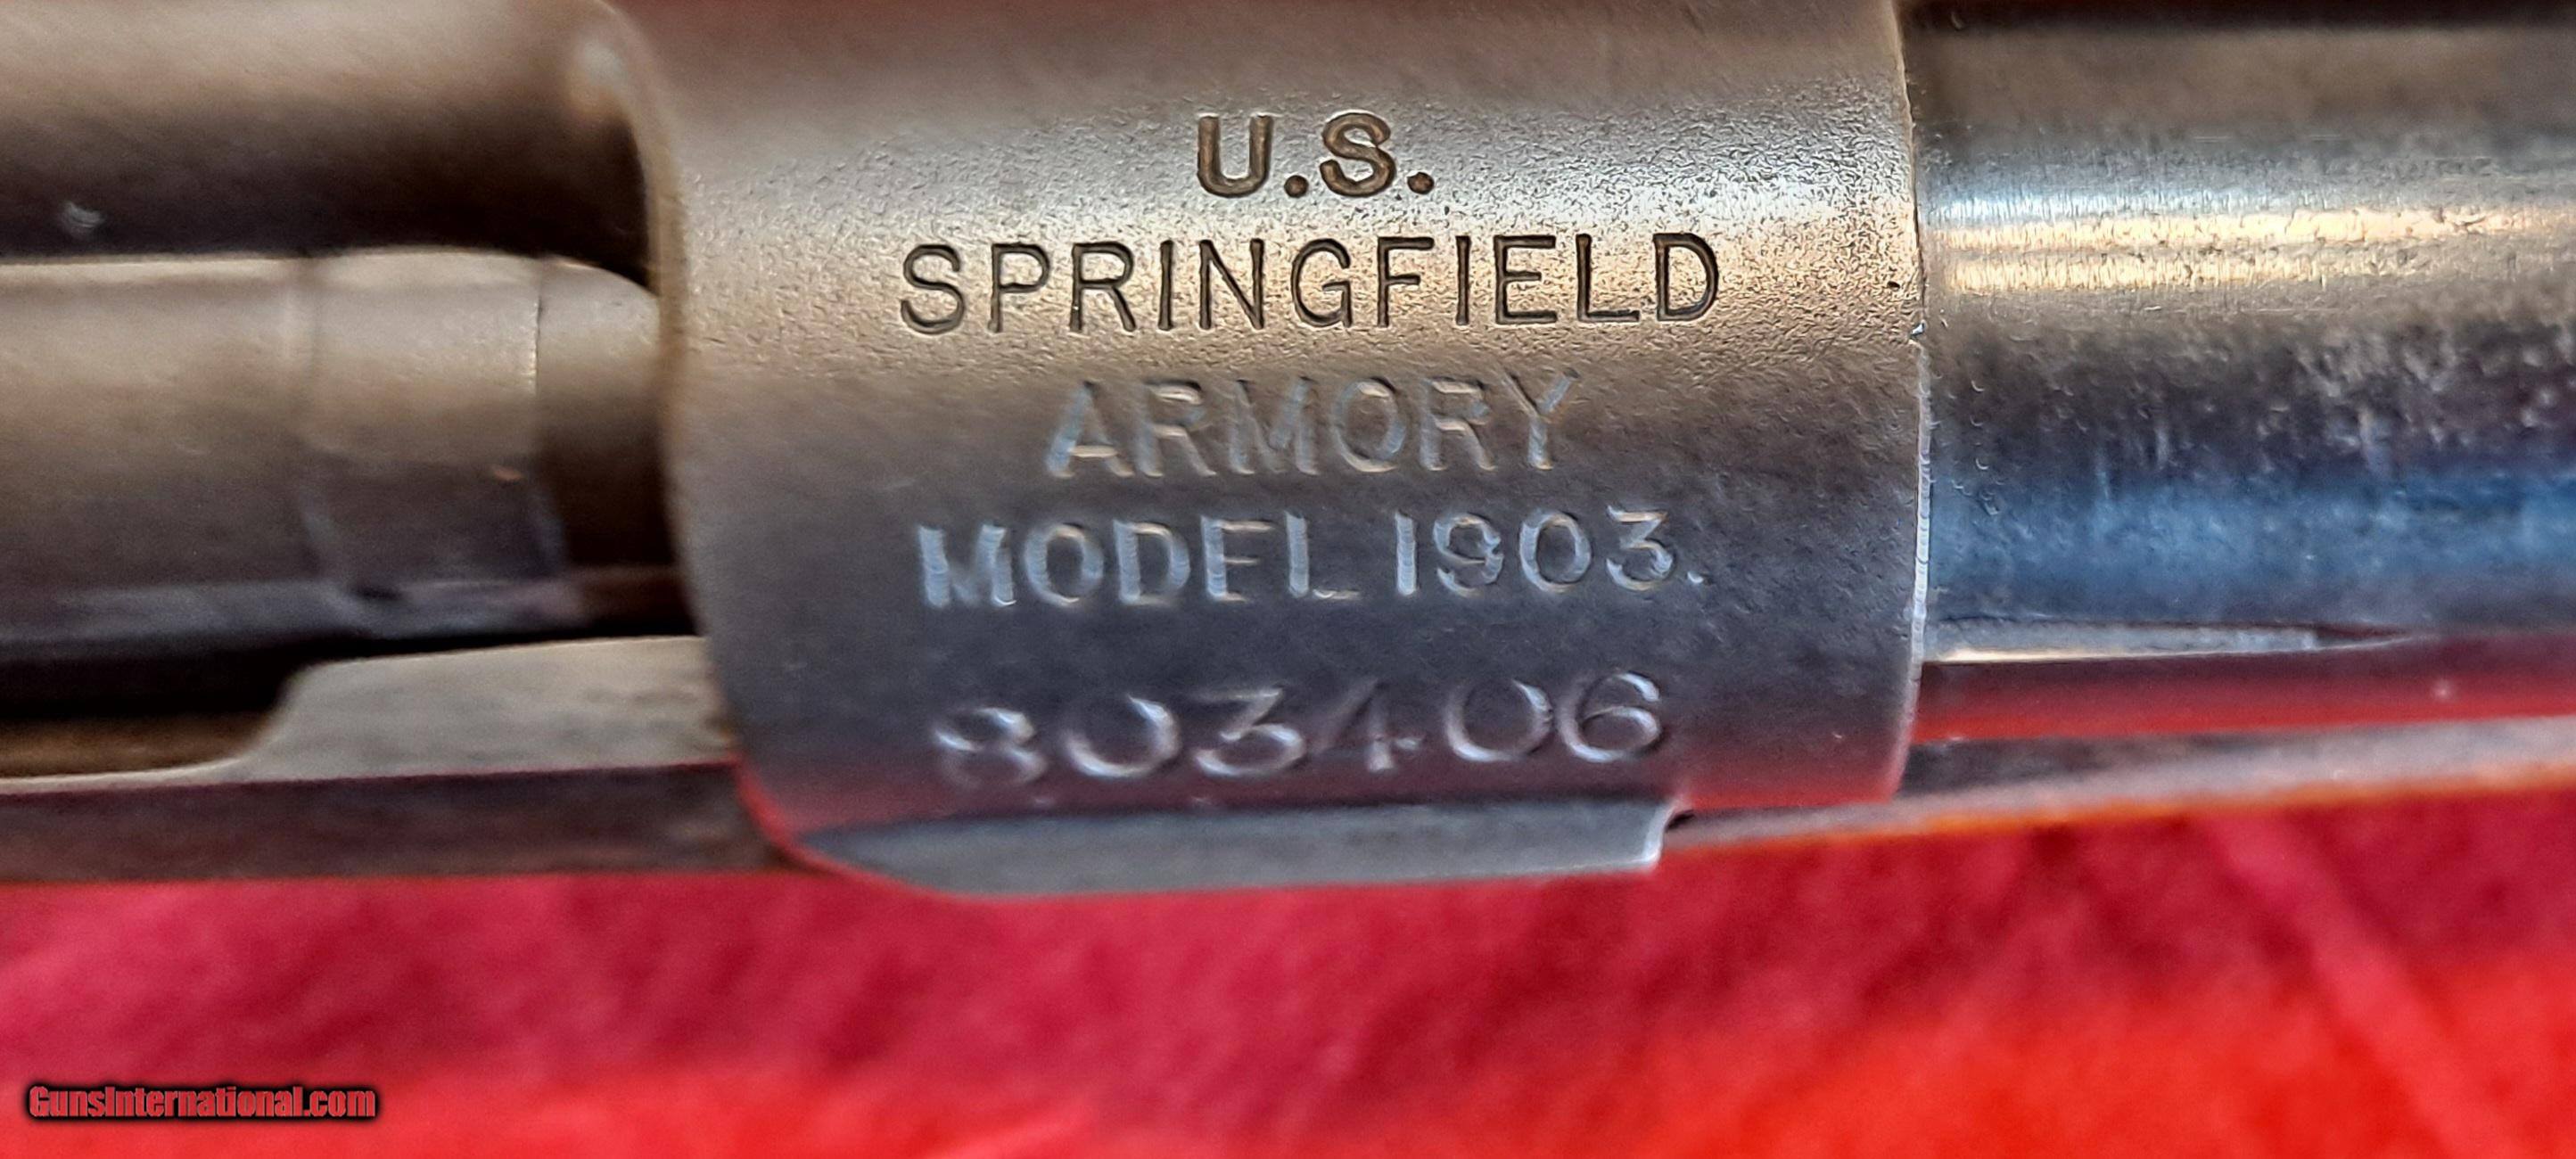 U.S.
SPRINGFIELD
ARMORY
MODEL 1903.
803406
GunsInternational.com